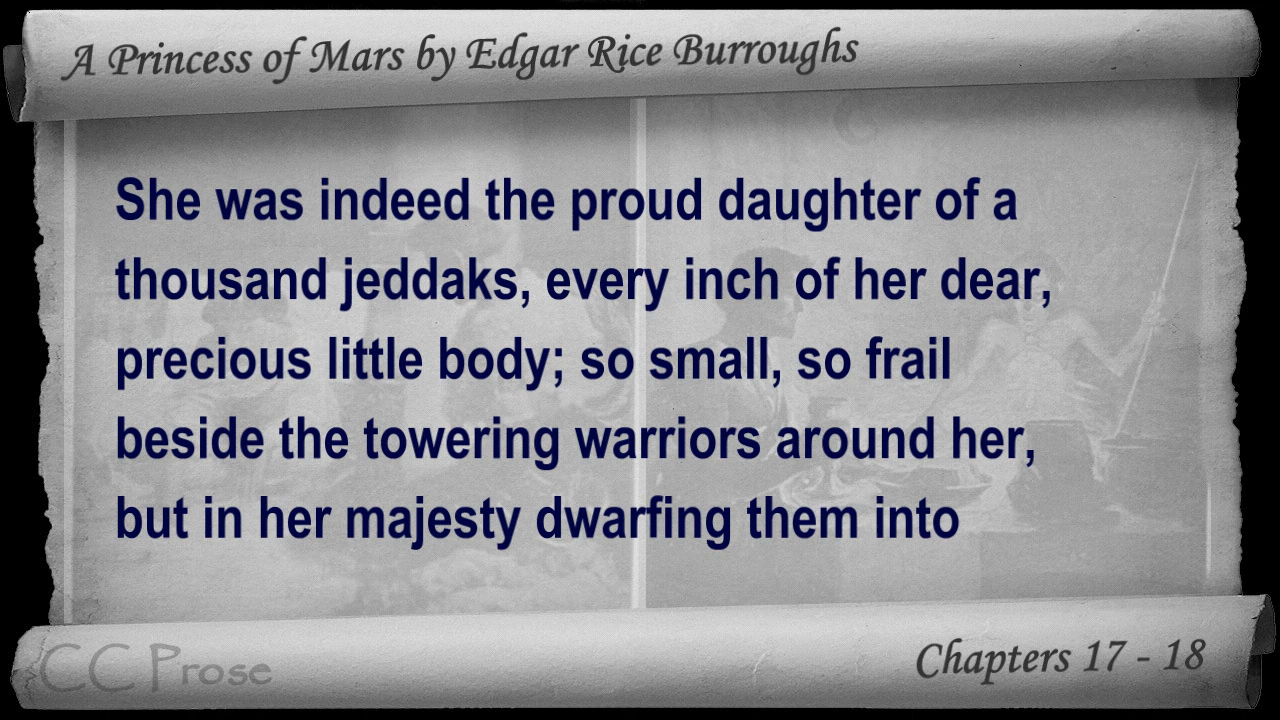 A Princess of Mars by Edgar Rice Burroughs
She was indeed the proud daughter of a
thousand jeddaks, every inch of her dear,
precious little body; so small, so frail
beside the towering warriors around her,
but in her majesty dwarfing them into
CC Prose
Chapters 17 - 18